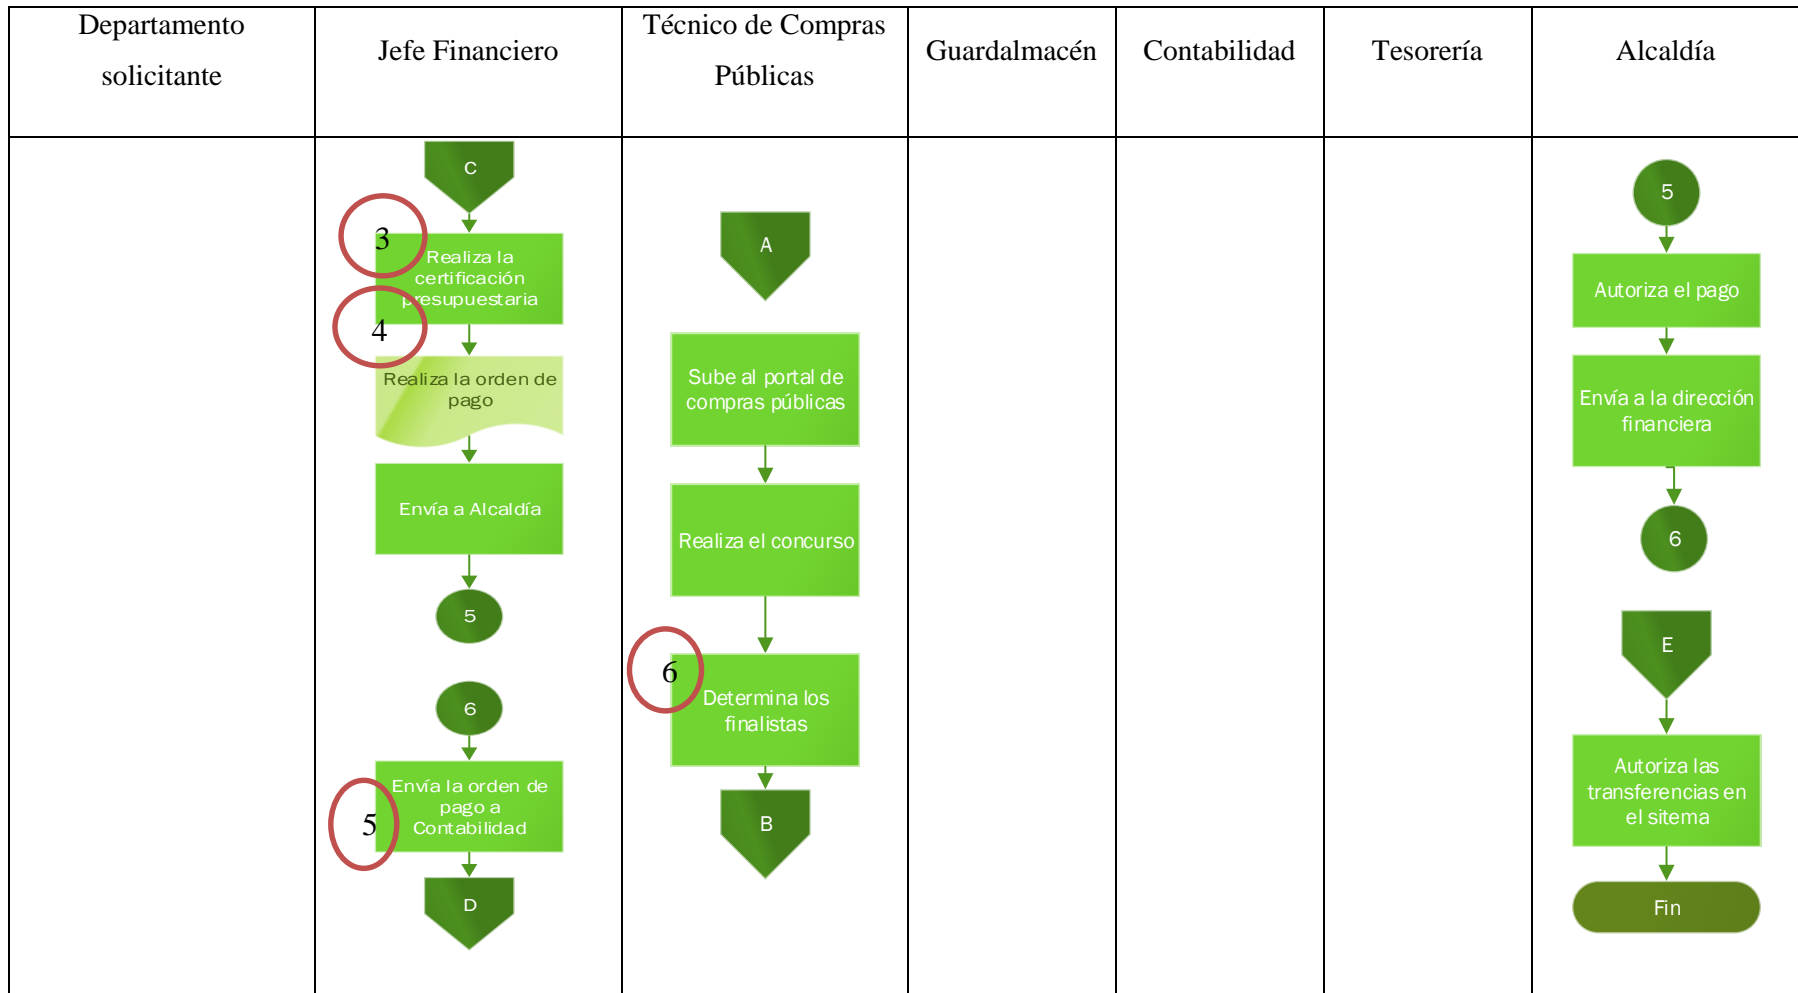 Departamento
solicitante
Jefe Financiero
Técnico de Compras
Públicas
Guardalmacén
Contabilidad
Tesorería
Alcaldía
C
3
Realiza la
certificación
presupuestaria
4
Realiza la orden de
pago
Envía a Alcaldía
5
6
Envía la orden de
pago a
Contabilidad
5
D
A
Sube al portal de
compras públicas
Realiza el concurso
6
Determina los
finalistas
B
5
Autoriza el pago
Envía a la dirección
financiera
6
E
Autoriza las
transferencias en
el sitema
Fin